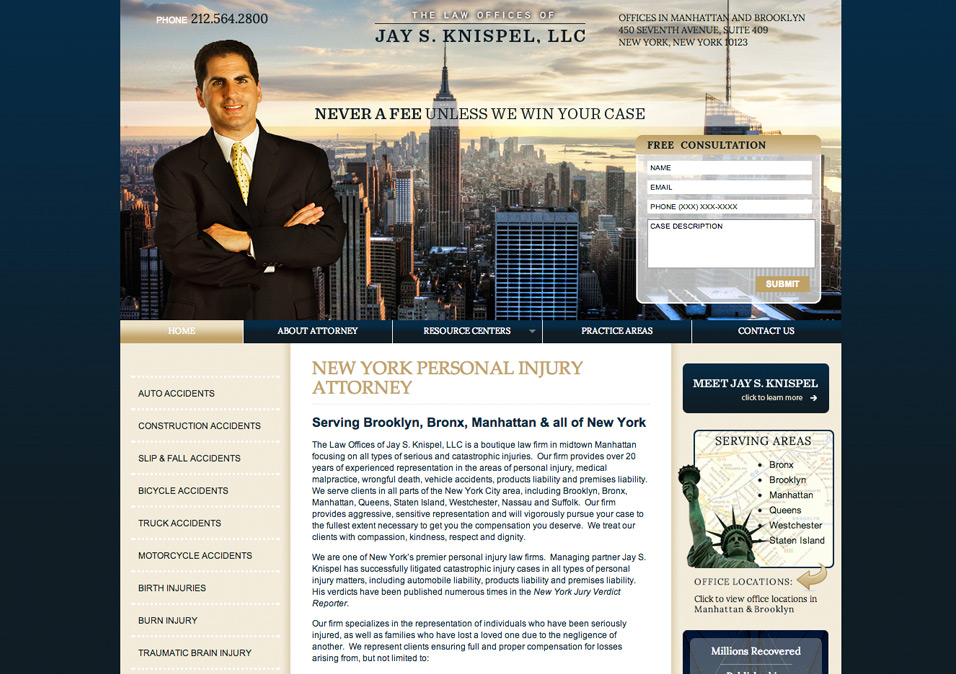 PHONE 212.564.2800
THE LAW OFFICES OF
JAY S. KNISPEL, LLC
OFFICES IN MANHATTAN AND BROOKLYN
450 SEVENTH AVENUE, SUITE 409
NEW YORK, NEW YORK 10123
NEVER A FEE UNLESS WE WIN YOUR CASE
FREE CONSULTATION
NAME
EMAIL
PHONE (XXX) XXX-XXXX
CASE DESCRIPTION
SUBMIT
HOME
ABOUT ATTORNEY
RESOURCE CENTERS
PRACTICE AREAS
CONTACT US
AUTO ACCIDENTS
CONSTRUCTION ACCIDENTS
SLIP & FALL ACCIDENTS
BICYCLE ACCIDENTS
TRUCK ACCIDENTS
MOTORCYCLE ACCIDENTS
BIRTH INJURIES
BURN INJURY
TRAUMATIC BRAIN INJURY
NEW YORK PERSONAL INJURY
ATTORNEY
Serving Brooklyn, Bronx, Manhattan & all of New York
The Law Offices of Jay S. Knispel, LLC is a boutique law firm in midtown Manhattan
focusing on all types of serious and catastrophic injuries. Our firm provides over 20
years of experienced representation in the areas of personal injury, medical
malpractice, wrongful death, vehicle accidents, products liability and premises liability.
We serve clients in all parts of the New York City area, including Brooklyn, Bronx,
Manhattan, Queens, Staten Island, Westchester, Nassau and Suffolk. Our firm
provides aggressive, sensitive representation and will vigorously pursue your case to
the fullest extent necessary to get you the compensation you deserve. We treat our
clients with compassion, kindness, respect and dignity.
We are one of New York's premier personal injury law firms. Managing partner Jay S.
Knispel has successfully litigated catastrophic injury cases in all types of personal
injury matters, including automobile liability, products liability and premises liability.
His verdicts have been published numerous times in the New York Jury Verdict
Reporter.
Our firm specializes in the representation of individuals who have been seriously
injured, as well as families who have lost a loved one due to the negligence of
another. We represent clients ensuring full and proper compensation for losses
arising from, but not limited to:
MEET JAY S. KNISPEL
click to learn more
SERVING AREAS
• Bronx
• Brooklyn
• Manhattan
• Queens
• Westchester
• Staten Island
OFFICE LOCATIONS:
Click to view office locations in
Manhattan & Brooklyn
Millions Recovered